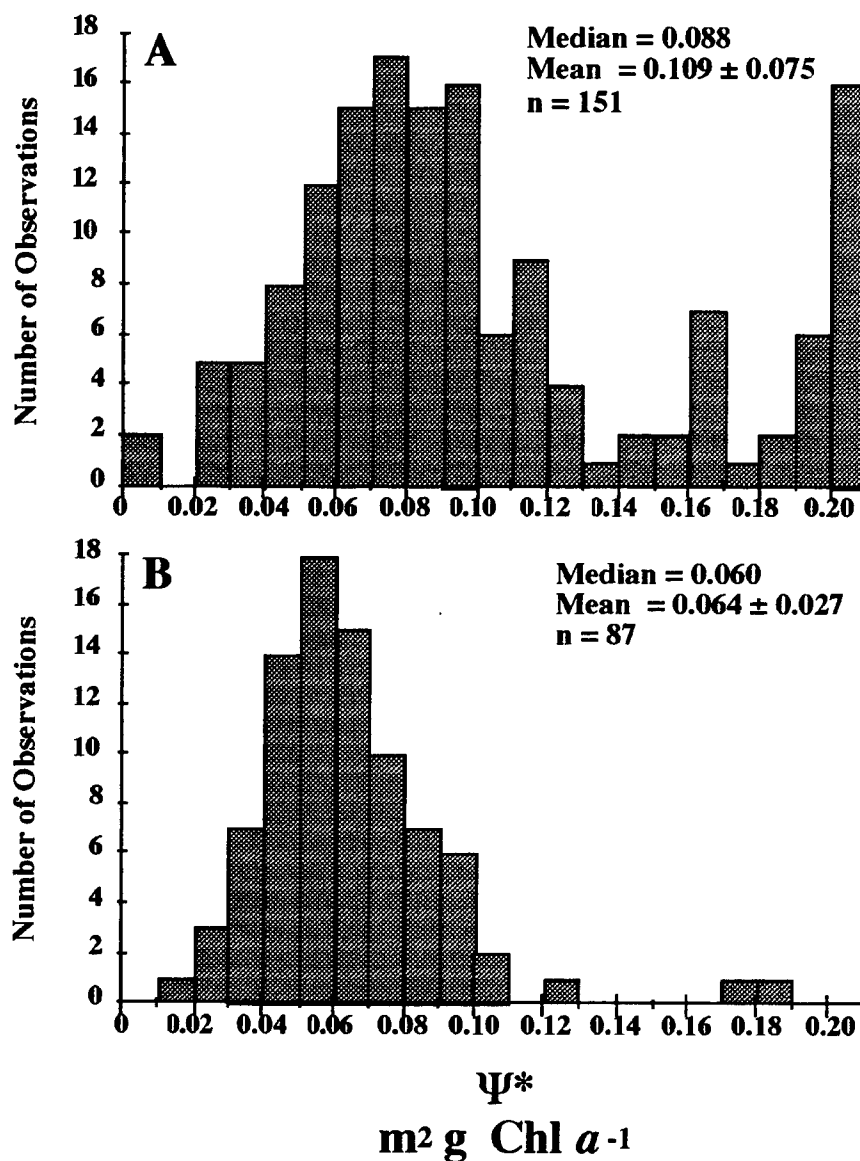 A
Median = 0.088
Mean = 0.109 ± 0.075
n = 151
Number of Observations
18
16
14
12
10
8
6
4
2
0
0 0.02 0.04 0.06 0.08 0.10 0.12 0.14 0.16 0.18 0.20
B
Median = 0.060
Mean = 0.064 ± 0.027
n = 87
Number of Observations
18
16
14
12
10
8
6
4
2
0
0 0.02 0.04 0.06 0.08 0.10 0.12 0.14 0.16 0.18 0.20
Ψ*
m² g Chl a⁻¹